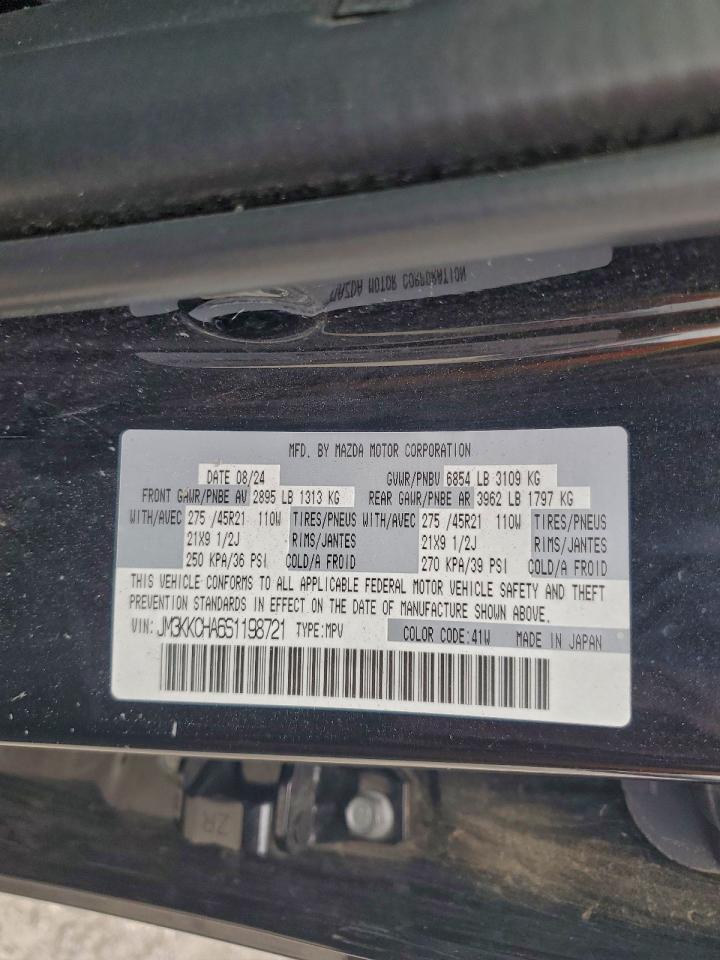 MFD. BY MAZDA MOTOR CORPORATION
DATE 08/24 GVWR/PNBV 6854 LB 3109 KG
FRONT GAWR/PNBE AV 2895 LB 1313 KG REAR GAWR/PNBE AR 3962 LB 1797 KG
WITH/AVEC 275 /45R21 110W TIRES/PNEUS WITH/AVEC 275 /45R21 110W TIRES/PNEUS
21X9 1/2J RIMS/JANTES 21X9 1/2J RIMS/JANTES
250 KPA/36 PSI COLD/A FROID 270 KPA/39 PSI COLD/A FROID
THIS VEHICLE CONFORMS TO ALL APPLICABLE FEDERAL MOTOR VEHICLE SAFETY AND THEFT
PREVENTION STANDARDS IN EFFECT ON THE DATE OF MANUFACTURE SHOWN ABOVE.
VIN: JM3KKCHA6S1198721 TYPE:MPV COLOR CODE:41W MADE IN JAPAN
ZR